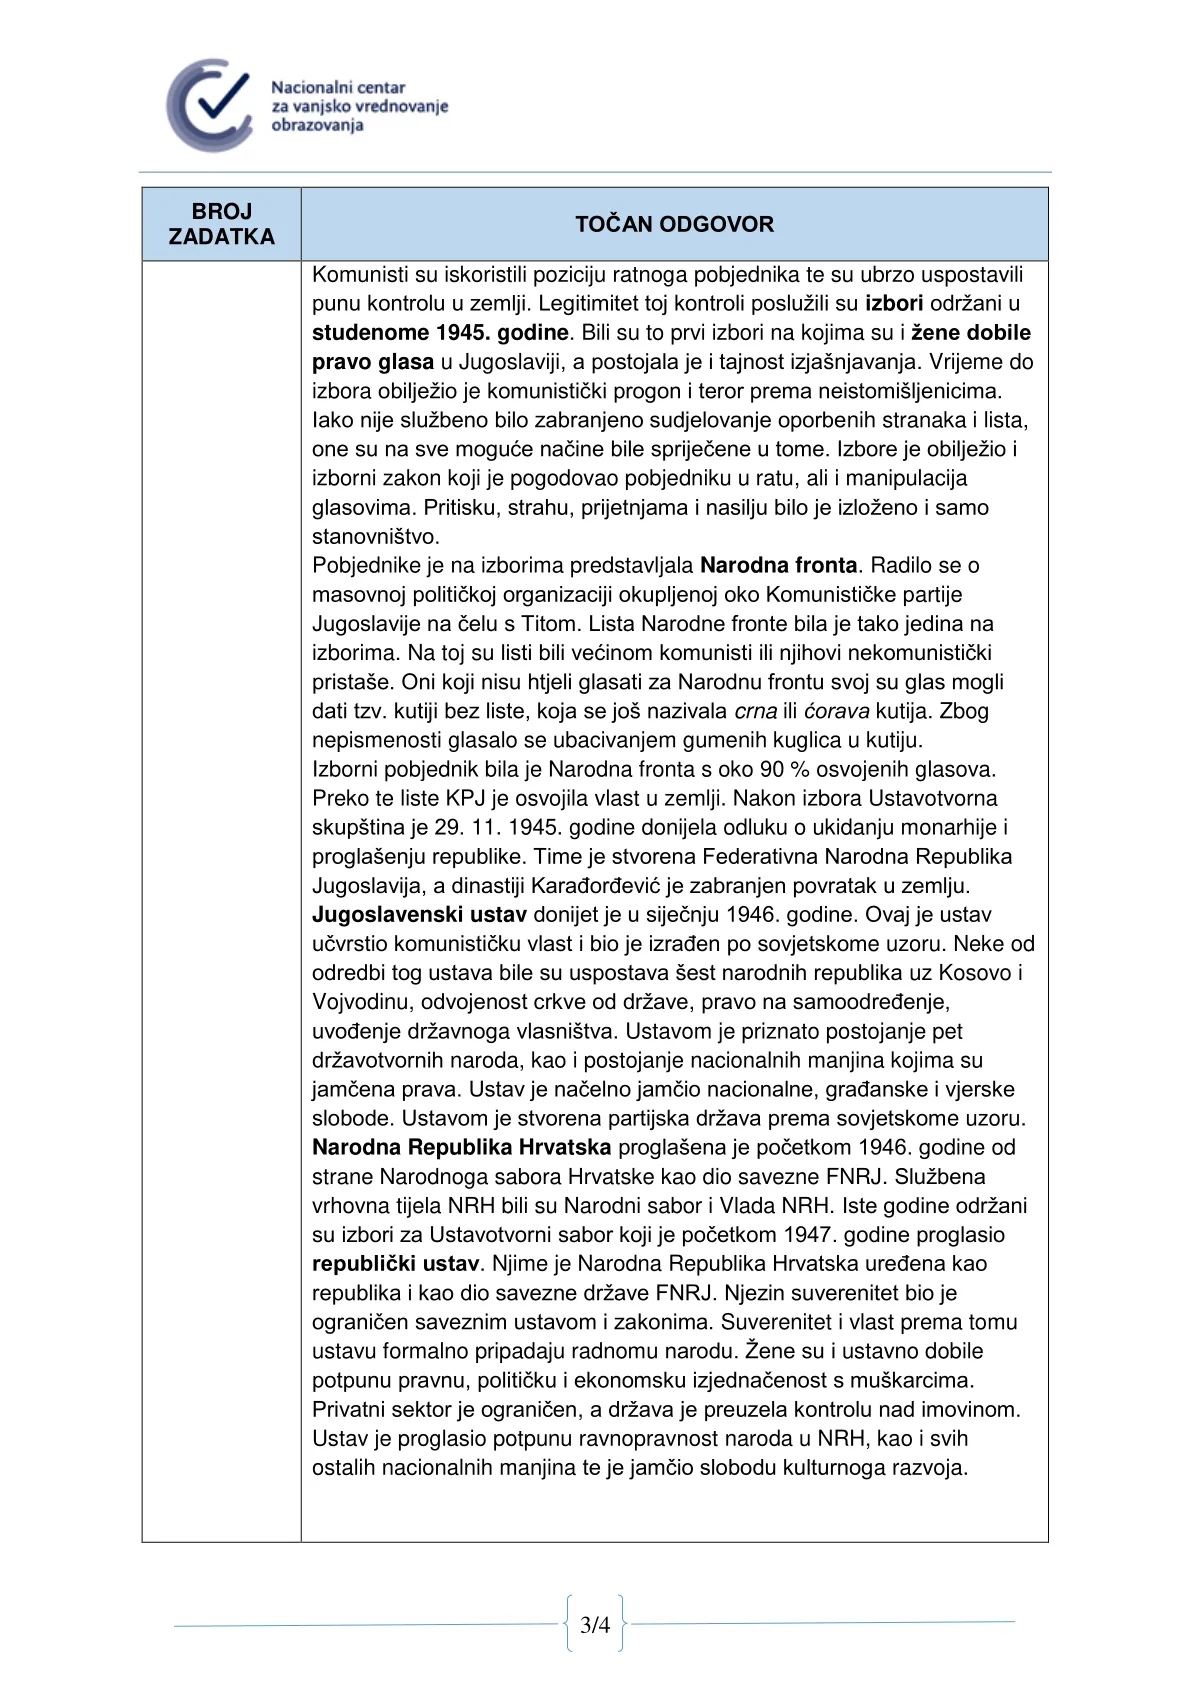 Nacionalni centar
za vanjsko vrednovanje
obrazovanja
BROJ
ZADATKA
TOČAN ODGOVOR
Komunisti su iskoristili poziciju ratnoga pobjednika te su ubrzo uspostavili
punu kontrolu u zemlji. Legitimitet toj kontroli poslužili su izbori održani u
studenome 1945. godine. Bili su to prvi izbori na kojima su i žene dobile
pravo glasa u Jugoslaviji, a postojala je i tajnost izjašnjavanja. Vrijeme do
izbora obilježio je komunistički progon i teror prema neistomišljenicima.
Iako nije službeno bilo zabranjeno sudjelovanje oporbenih stranaka i lista,
one su na sve moguće načine bile spriječene u tome. Izbore je obilježio i
izborni zakon koji je pogodovao pobjedniku u ratu, ali i manipulacija
glasovima. Pritisku, strahu, prijetnjama i nasilju bilo je izloženo i samo
stanovništvo.
Pobjednike je na izborima predstavljala Narodna fronta. Radilo se o
masovnoj političkoj organizaciji okupljenoj oko Komunističke partije
Jugoslavije na čelu s Titom. Lista Narodne fronte bila je tako jedina na
izborima. Na toj su listi bili većinom komunisti ili njihovi nekomunistički
pristaše. Oni koji nisu htjeli glasati za Narodnu frontu svoj su glas mogli
dati tzv. kutiji bez liste, koja se još nazivala crna ili ćorava kutija. Zbog
nepismenosti glasalo se ubacivanjem gumenih kuglica u kutiju.
Izborni pobjednik bila je Narodna fronta s oko 90 % osvojenih glasova.
Preko te liste KPJ je osvojila vlast u zemlji. Nakon izbora Ustavotvorna
skupština je 29. 11. 1945. godine donijela odluku o ukidanju monarhije i
proglašenju republike. Time je stvorena Federativna Narodna Republika
Jugoslavija, a dinastiji Karađorđević je zabranjen povratak u zemlju.
Jugoslavenski ustav donijet je u siječnju 1946. godine. Ovaj je ustav
učvrstio komunističku vlast i bio je izrađen po sovjetskome uzoru. Neke od
odredbi tog ustava bile su uspostava šest narodnih republika uz Kosovo i
Vojvodinu, odvojenost crkve od države, pravo na samoodređenje,
uvođenje državnoga vlasništva. Ustavom je priznato postojanje pet
državotvornih naroda, kao i postojanje nacionalnih manjina kojima su
jamčena prava. Ustav je načelno jamčio nacionalne, građanske i vjerske
slobode. Ustavom je stvorena partijska država prema sovjetskome uzoru.
Narodna Republika Hrvatska proglašena je početkom 1946. godine od
strane Narodnoga sabora Hrvatske kao dio savezne FNRJ. Službena
vrhovna tijela NRH bili su Narodni sabor i Vlada NRH. Iste godine održani
su izbori za Ustavotvorni sabor koji je početkom 1947. godine proglasio
republički ustav. Njime je Narodna Republika Hrvatska uređena kao
republika i kao dio savezne države FNRJ. Njezin suverenitet bio je
ograničen saveznim ustavom i zakonima. Suverenitet i vlast prema tomu
ustavu formalno pripadaju radnomu narodu. Žene su i ustavno dobile
potpunu pravnu, političku i ekonomsku izjednačenost s muškarcima.
Privatni sektor je ograničen, a država je preuzela kontrolu nad imovinom.
Ustav je proglasio potpunu ravnopravnost naroda u NRH, kao i svih
ostalih nacionalnih manjina te je jamčio slobodu kulturnoga razvoja.
3/4